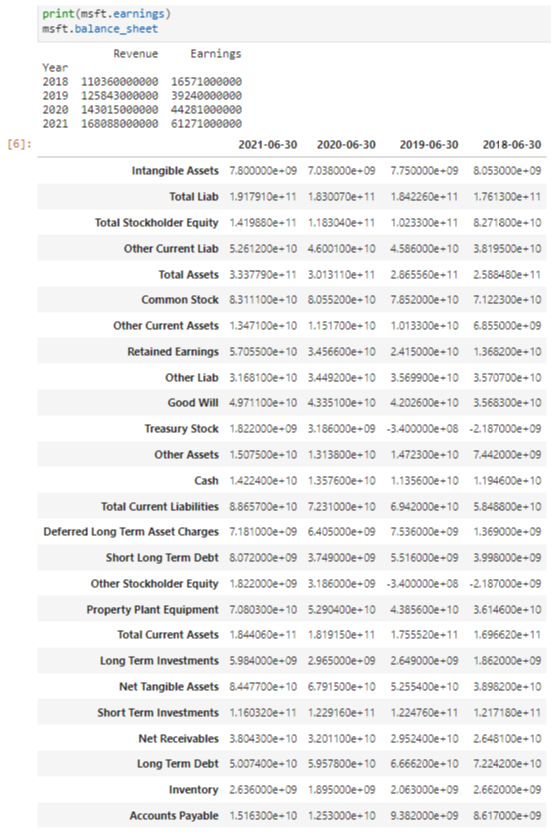 print(msft.earnings)
msft.balance_sheet
Revenue Earnings
Year
2018 110360000000 16571000000
2019 125843000000 39240000000
2020 143015000000 44281000000
2021 168088000000 61271000000
[6]:
2021-06-30 2020-06-30 2019-06-30 2018-06-30
Intangible Assets 7.800000e+09 7.038000e+09 7.750000e+09 8.053000e+09
Total Liab 1.917910e+11 1.830070e+11 1.842260e+11 1.761300e+11
Total Stockholder Equity 1.419880e+11 1.183040e+11 1.023300e+11 8.271800e+10
Other Current Liab 5.261200e+10 4.600100e+10 4.586000e+10 3.819500e+10
Total Assets 3.337790e+11 3.013110e+11 2.865560e+11 2.588480e+11
Common Stock 8.311100e+10 8.055200e+10 7.852000e+10 7.122300e+10
Other Current Assets 1.347100e+10 1.151700e+10 1.013300e+10 6.855000e+09
Retained Earnings 5.705500e+10 3.456600e+10 2.415000e+10 1.368200e+10
Other Liab 3.168100e+10 3.449200e+10 3.569900e+10 3.570700e+10
Good Will 4.971100e+10 4.335100e+10 4.202600e+10 3.568300e+10
Treasury Stock 1.822000e+09 3.186000e+09 -3.400000e+08 -2.187000e+09
Other Assets 1.507500e+10 1.313800e+10 1.472300e+10 7.442000e+09
Cash 1.422400e+10 1.357600e+10 1.135600e+10 1.194600e+10
Total Current Liabilities 8.865700e+10 7.231000e+10 6.942000e+10 5.848800e+10
Deferred Long Term Asset Charges 7.181000e+09 6.405000e+09 7.536000e+09 1.369000e+09
Short Long Term Debt 8.072000e+09 3.749000e+09 5.516000e+09 3.998000e+09
Other Stockholder Equity 1.822000e+09 3.186000e+09 -3.400000e+08 -2.187000e+09
Property Plant Equipment 7.080300e+10 5.290400e+10 4.385600e+10 3.614600e+10
Total Current Assets 1.844060e+11 1.819150e+11 1.755520e+11 1.696620e+11
Long Term Investments 5.984000e+09 2.965000e+09 2.649000e+09 1.862000e+09
Net Tangible Assets 8.447700e+10 6.791500e+10 5.255400e+10 3.898200e+10
Short Term Investments 1.160320e+11 1.229160e+11 1.224760e+11 1.217180e+11
Net Receivables 3.804300e+10 3.201100e+10 2.952400e+10 2.648100e+10
Long Term Debt 5.007400e+10 5.957800e+10 6.666200e+10 7.224200e+10
Inventory 2.636000e+09 1.895000e+09 2.063000e+09 2.662000e+09
Accounts Payable 1.516300e+10 1.253000e+10 9.382000e+09 8.617000e+09